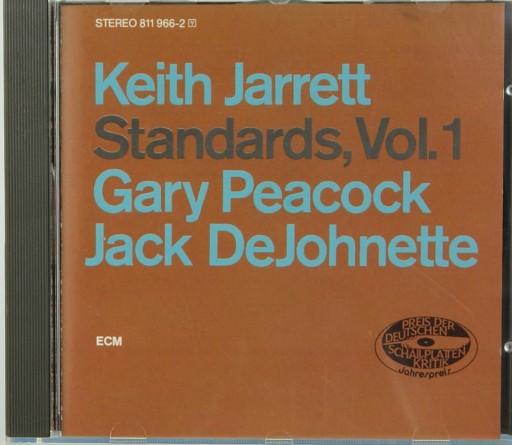 STEREO 811 966-2 Y
Keith Jarrett
Standards, Vol. 1
Gary Peacock
Jack DeJohnette
ECM
PREIS DER
DEUTSCHEN
SCHALLPLATTEN
KRITIK
Jahrespreis